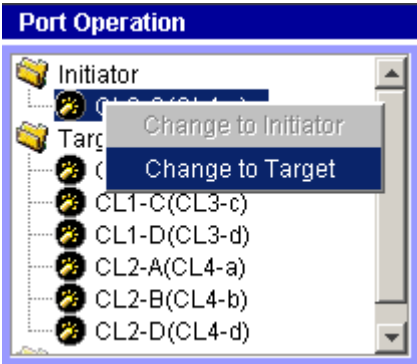 Port Operation
Initiator
Change to Initiator
Change to Target
CL1-C(CL3-c)
CL1-D(CL3-d)
CL2-A(CL4-a)
CL2-B(CL4-b)
CL2-D(CL4-d)